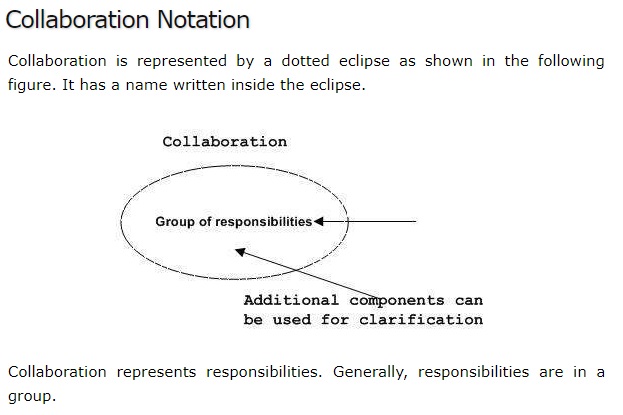 Collaboration Notation
Collaboration is represented by a dotted eclipse as shown in the following
figure. It has a name written inside the eclipse.
Collaboration
Group of responsibilities
Additional components can
be used for clarification
Collaboration represents responsibilities. Generally, responsibilities are in a
group.